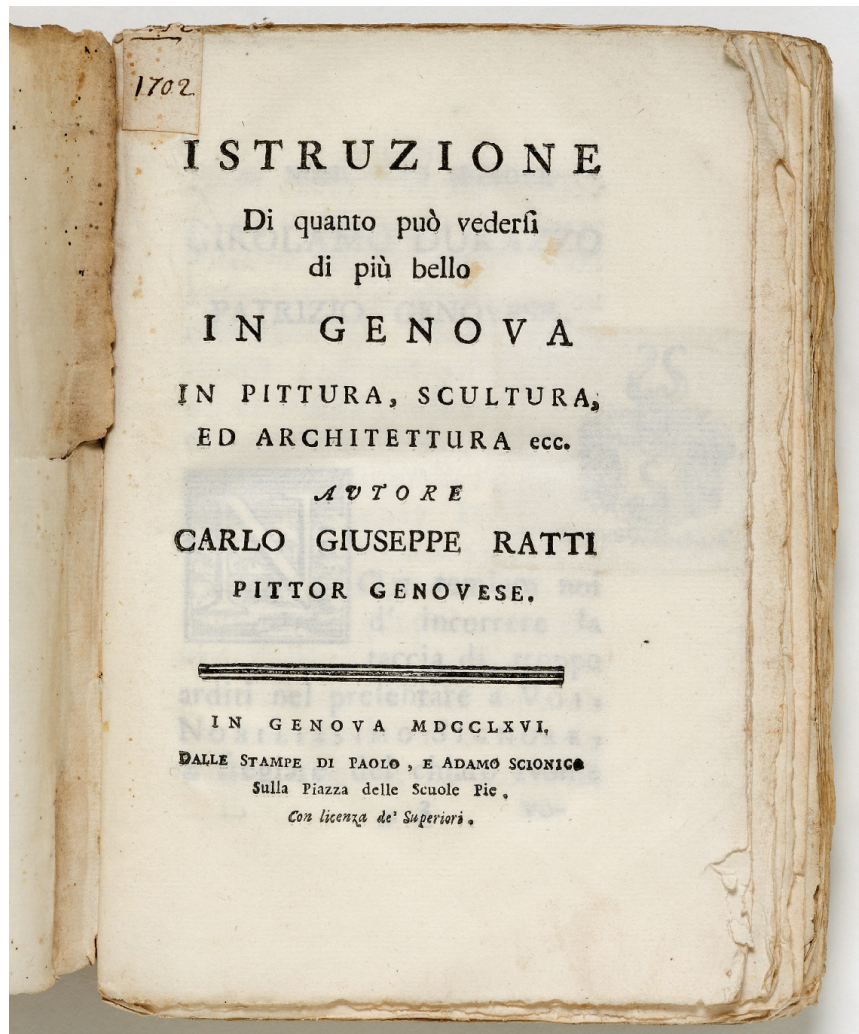 1702
ISTRUZIONE
Di quanto può vederſi
di più bello
IN GENOVA
IN PITTURA, SCULTURA,
ED ARCHITETTURA ecc.
AVTORE
CARLO GIUSEPPE RATTI
PITTOR GENOVESE.
IN GENOVA MDCCLXVI.
DALLE STAMPE DI PAOLO, E ADAMO SCIONICO
Sulla Piazza delle Scuole Pie.
Con licenza de' Superiori.